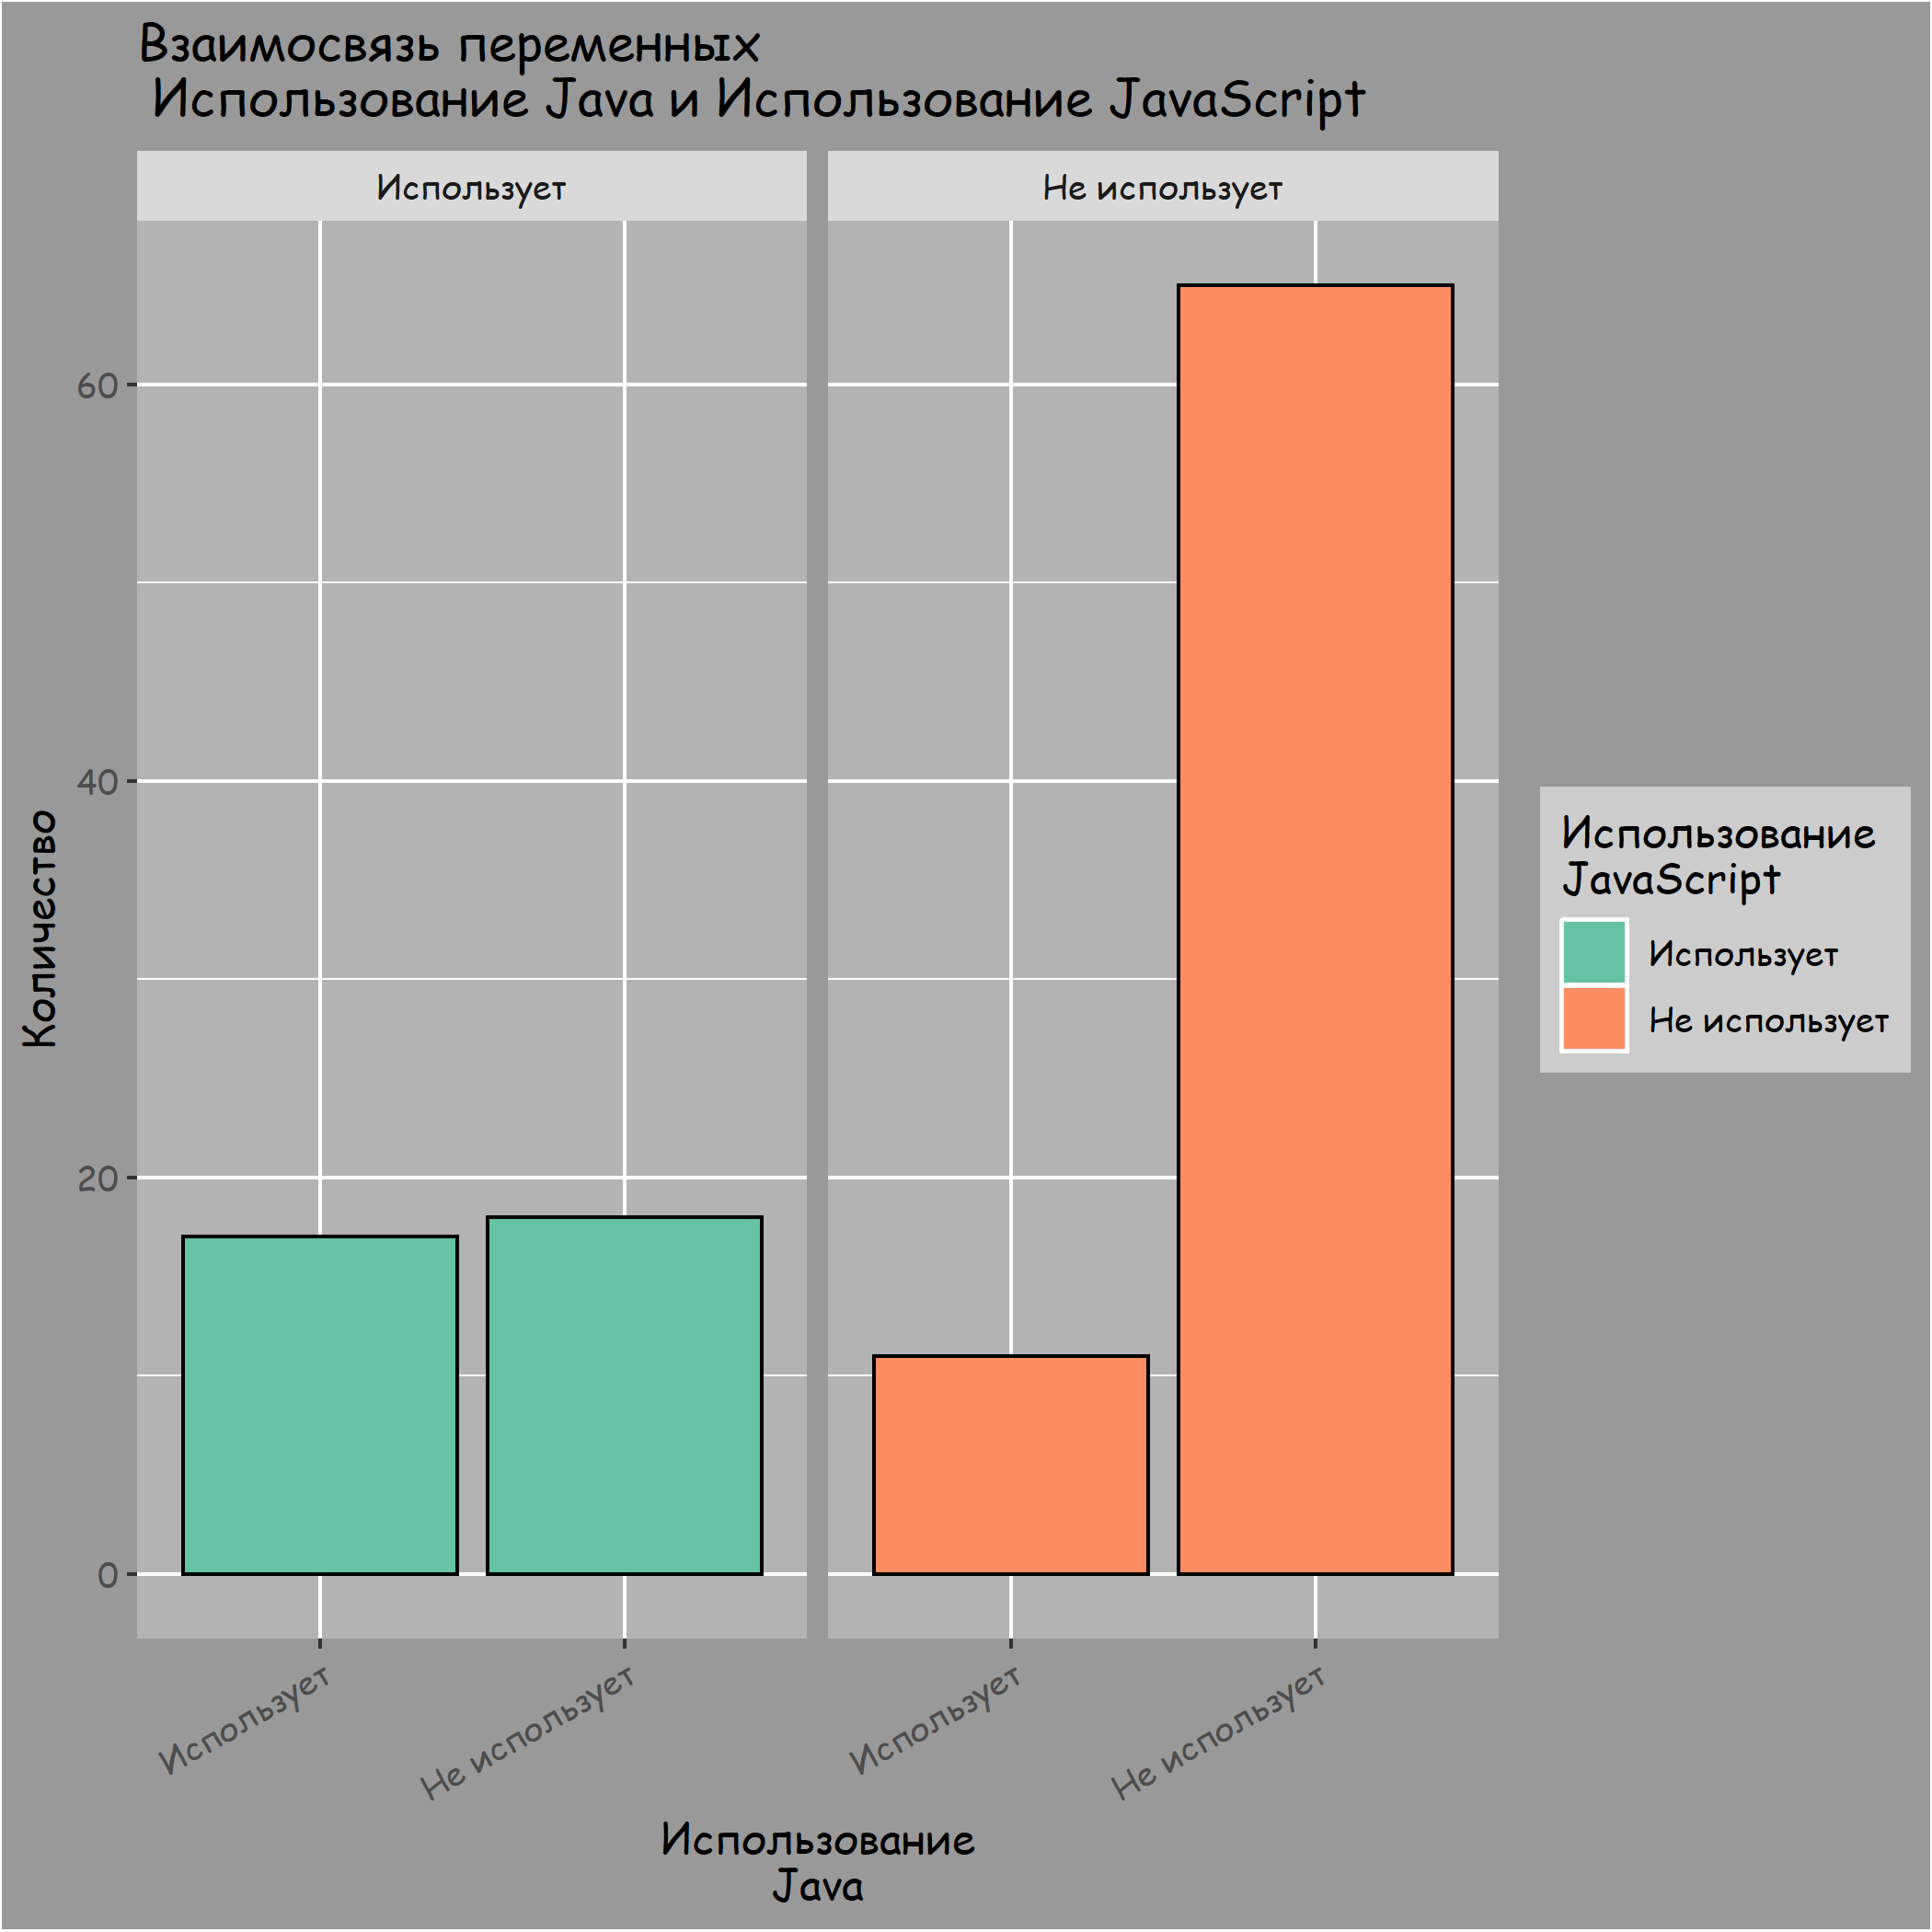 Взаимосвязь переменных
Использование Java и Использование JavaScript
Использует
Не использует
60
40
20
0
Количество
Использует
Не использует
Использует
Не использует
Использование
Java
Использование
JavaScript
Использует
Не использует